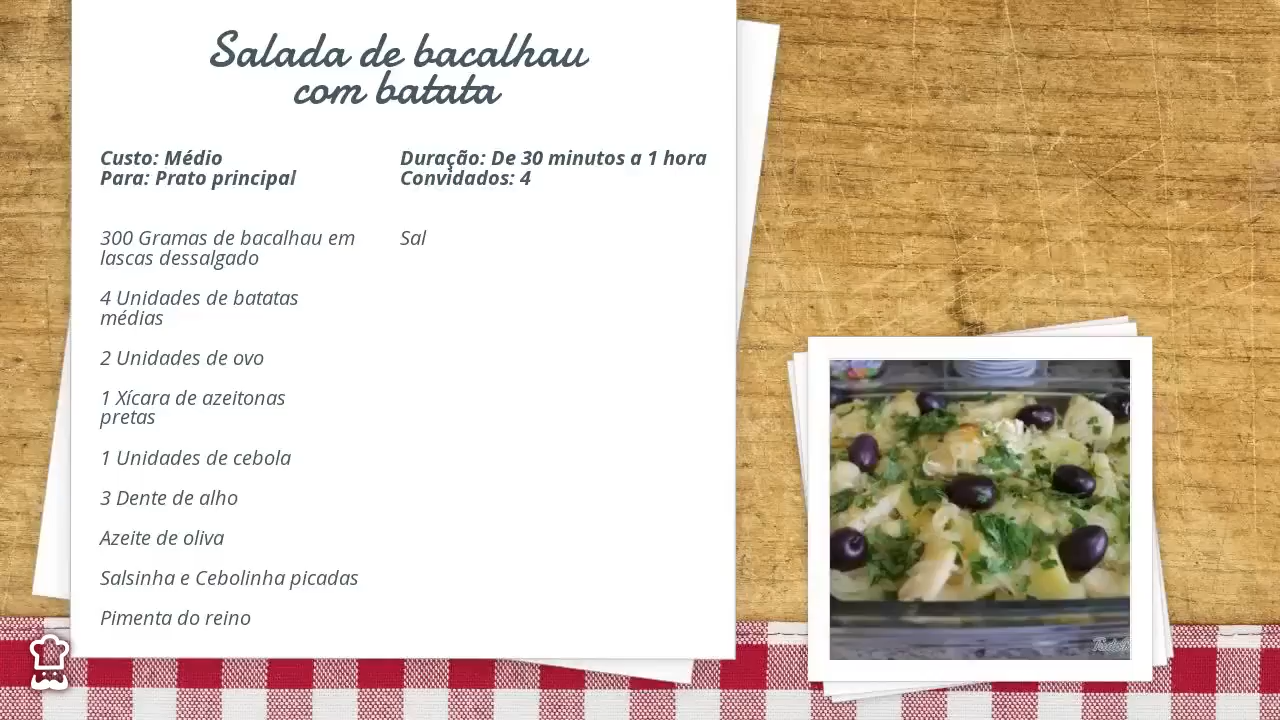 Salada de bacalhau
com batata
Custo: Médio
Para: Prato principal
Duração: De 30 minutos a 1 hora
Convidados: 4
300 Gramas de bacalhau em
lascas dessalgado
4 Unidades de batatas
médias
2 Unidades de ovo
1 Xícara de azeitonas
pretas
1 Unidades de cebola
3 Dente de alho
Azeite de oliva
Salsinha e Cebolinha picadas
Pimenta do reino
Sal